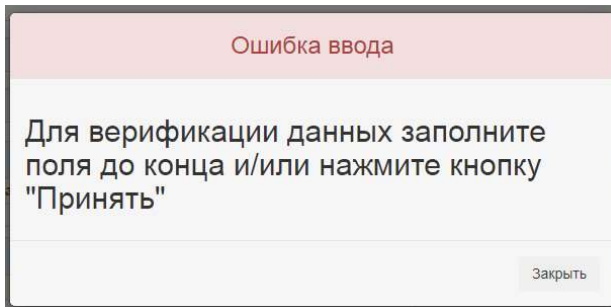 Ошибка ввода
Для верификации данных заполните
поля до конца и/или нажмите кнопку
"Принять"
Закрыть